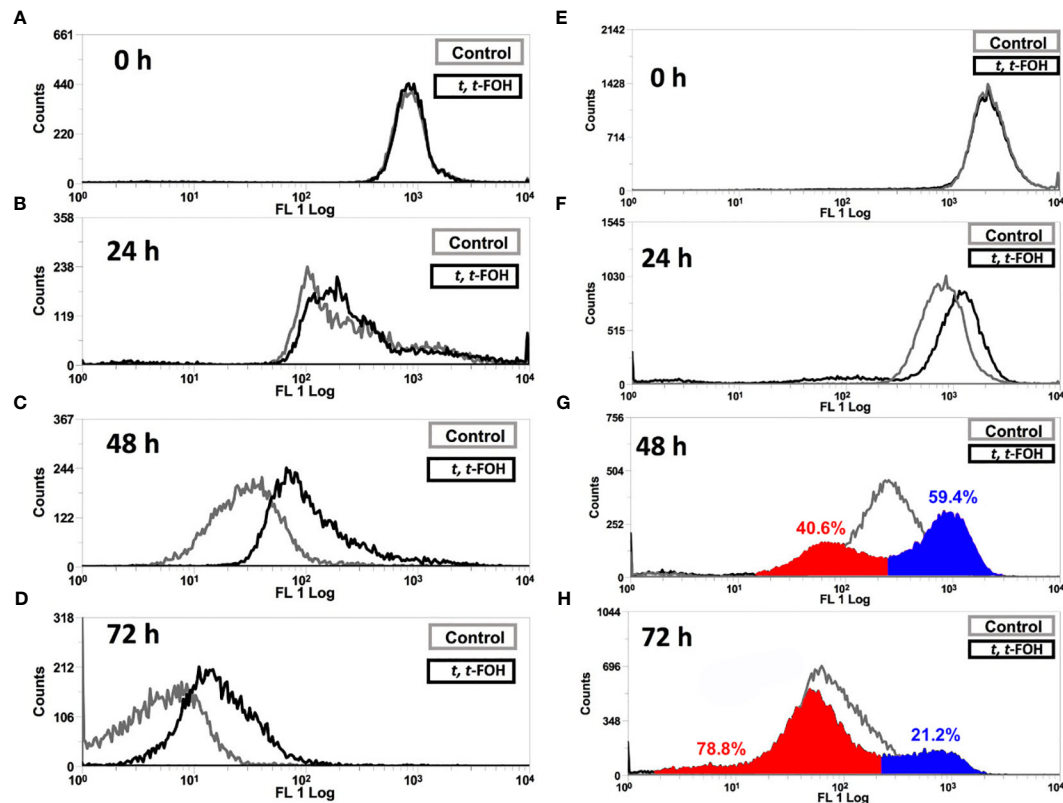 A
661
440
220
0
Counts
0 h
Control
t, t-FOH
10⁰ 10¹ 10² 10³ 10⁴
FL 1 Log
B
358
238
119
0
Counts
24 h
Control
t, t-FOH
10⁰ 10¹ 10² 10³ 10⁴
FL 1 Log
C
367
244
122
0
Counts
48 h
Control
t, t-FOH
10⁰ 10¹ 10² 10³ 10⁴
FL 1 Log
D
318
212
106
0
Counts
72 h
Control
t, t-FOH
10⁰ 10¹ 10² 10³ 10⁴
FL 1 Log
E
2142
1428
714
0
Counts
0 h
Control
t, t-FOH
10⁰ 10¹ 10² 10³ 10⁴
FL 1 Log
F
1545
1030
515
0
Counts
24 h
Control
t, t-FOH
10⁰ 10¹ 10² 10³ 10⁴
FL 1 Log
G
756
504
252
0
Counts
48 h
Control
t, t-FOH
40.6%
59.4%
10⁰ 10¹ 10² 10³ 10⁴
FL 1 Log
H
1044
696
348
0
Counts
72 h
Control
t, t-FOH
78.8%
21.2%
10⁰ 10¹ 10² 10³ 10⁴
FL 1 Log